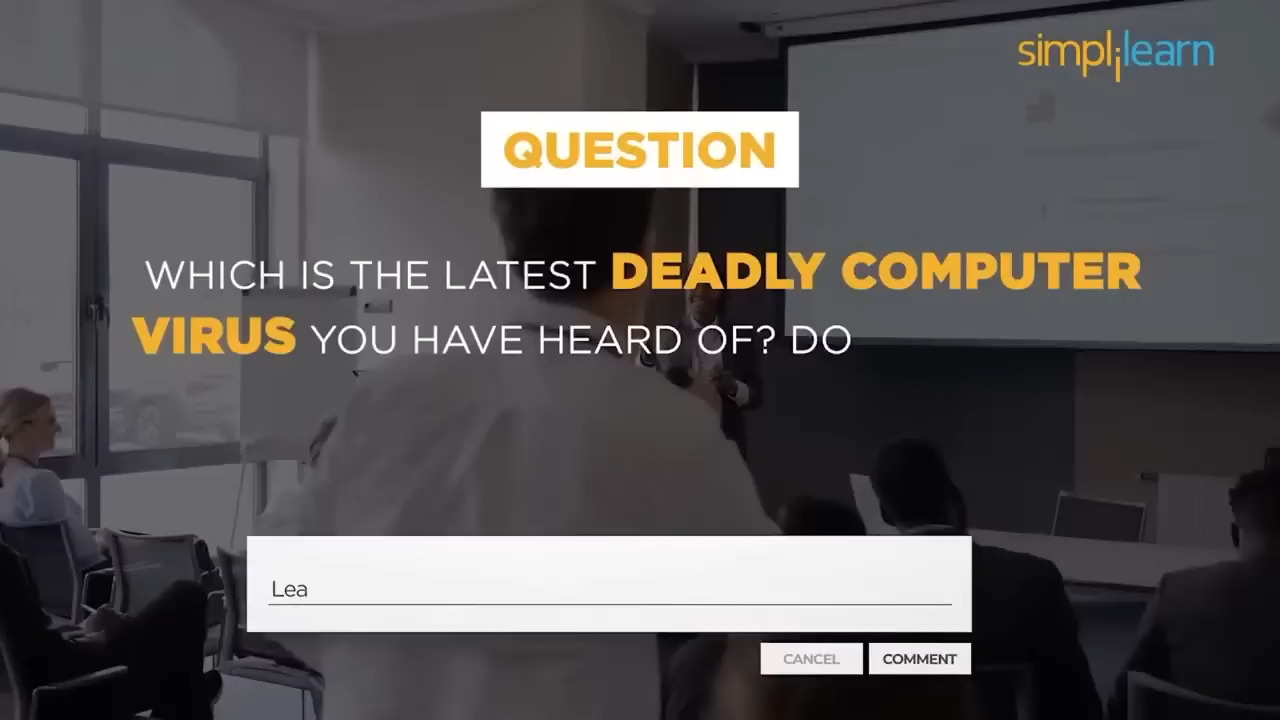 simplilearn
QUESTION
WHICH IS THE LATEST DEADLY COMPUTER
VIRUS YOU HAVE HEARD OF? DO
Lea
CANCEL COMMENT